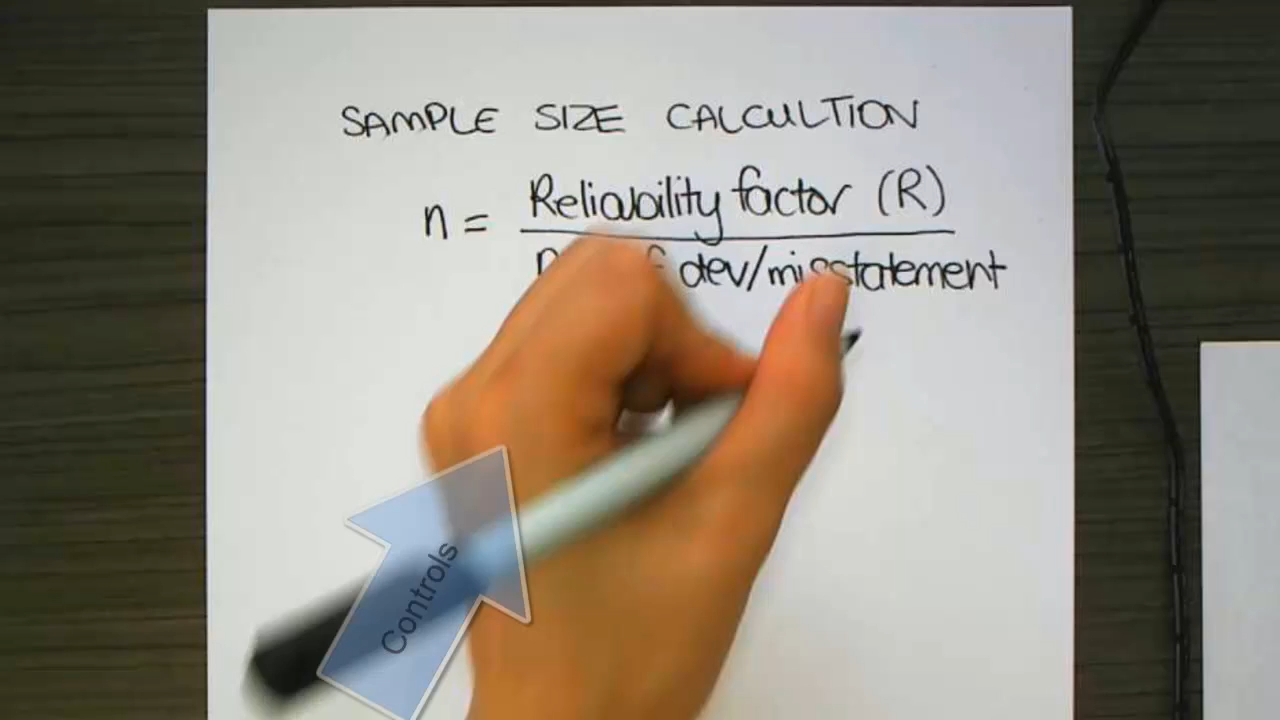 SAMPLE SIZE CALCULTION
n = Reliability factor (R)
dev/misstatement
Controls